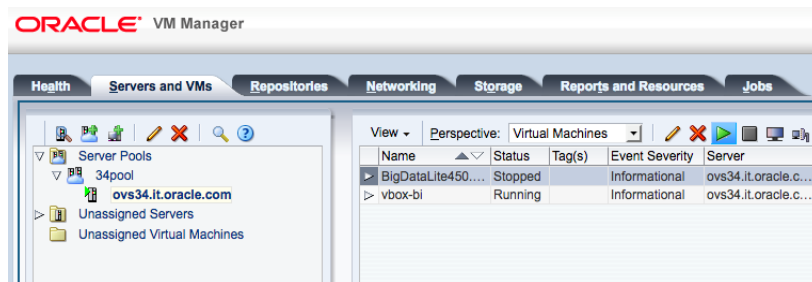 ORACLE VM Manager
Health Servers and VMs Repositories Networking Storage Reports and Resources Jobs
View Perspective: Virtual Machines
Server Pools
34pool
ovs34.it.oracle.com
Unassigned Servers
Unassigned Virtual Machines
Name Status Tag(s) Event Severity Server
BigDataLite450.... Stopped Informational ovs34.it.oracle.c...
vbox-bi Running Informational ovs34.it.oracle.c...